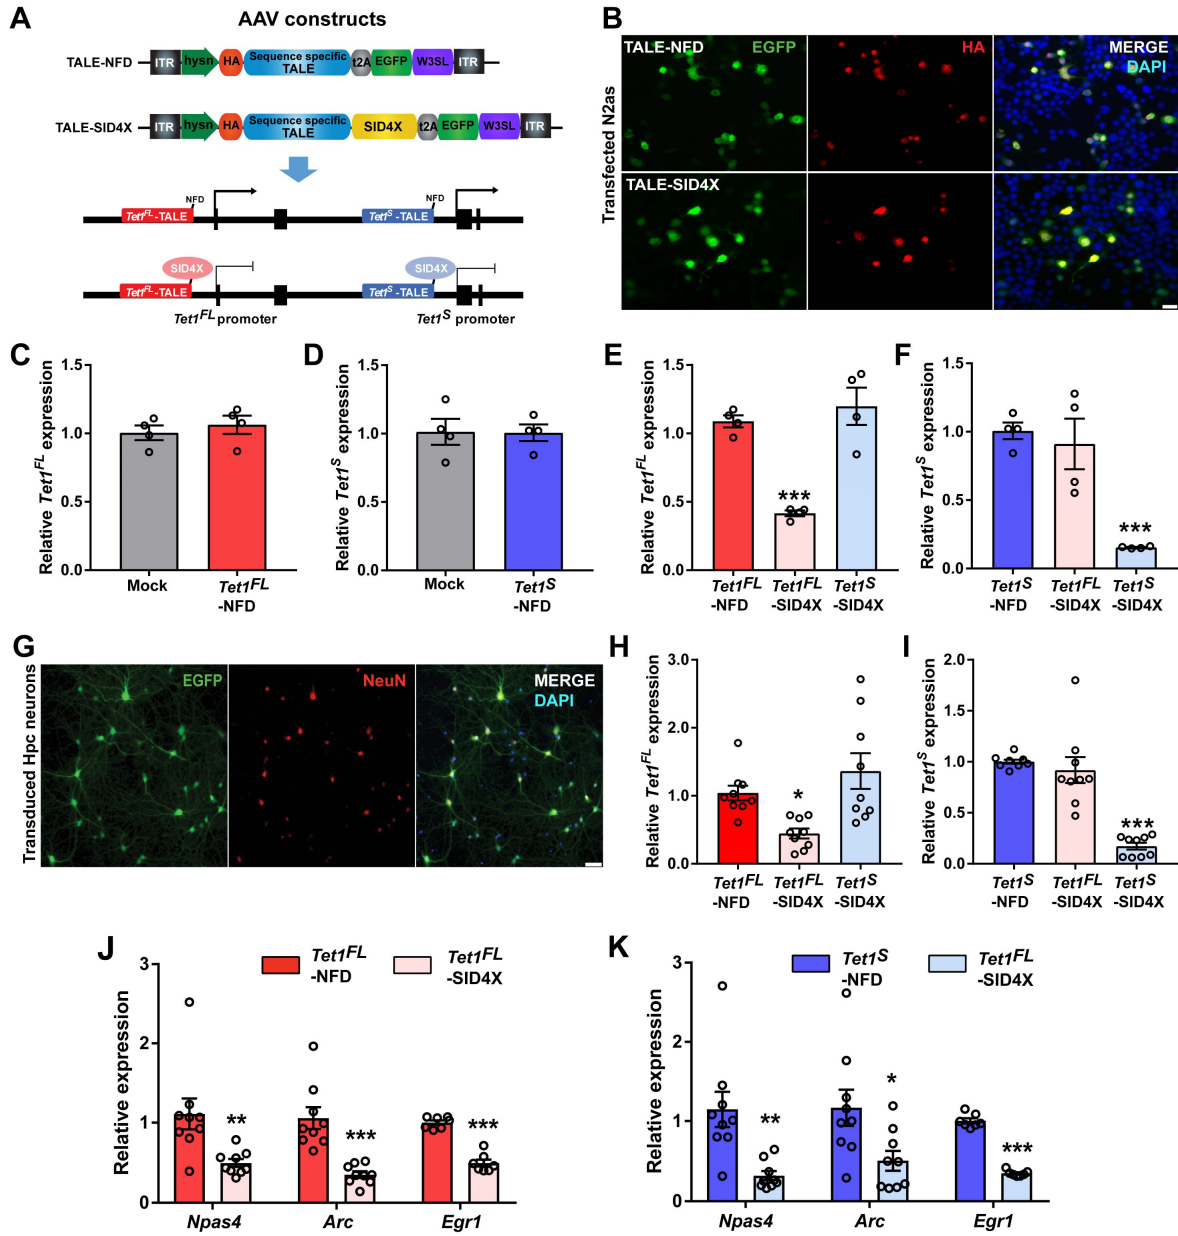 A
AAV constructs
TALE-NFD
ITR hysn HA Sequence specific TALE t2A EGFP W3SL ITR
TALE-SID4X
ITR hysn HA Sequence specific TALE SID4X t2A EGFP W3SL ITR
NFD NFD
Tet1FL-TALE Tet1S-TALE
SID4X SID4X
Tet1FL-TALE Tet1S-TALE
Tet1FL promoter Tet1S promoter
B
Transfected N2as
TALE-NFD EGFP HA MERGE
DAPI
TALE-SID4X
C
Relative Tet1FL expression
1.5
1.0
0.5
0.0
Mock Tet1FL
-NFD
D
Relative Tet1S expression
1.5
1.0
0.5
0.0
Mock Tet1S
-NFD
E
Relative Tet1FL expression
1.5
1.0
0.5
0.0
***
Tet1FL Tet1FL Tet1S
-NFD -SID4X -SID4X
F
Relative Tet1S expression
1.5
1.0
0.5
0.0
***
Tet1S Tet1FL Tet1S
-NFD -SID4X -SID4X
G
Transduced Hpc neurons
EGFP NeuN MERGE
DAPI
H
Relative Tet1FL expression
3.0
2.0
1.0
0.0
*
Tet1FL Tet1FL Tet1S
-NFD -SID4X -SID4X
I
Relative Tet1S expression
2.0
1.5
1.0
0.5
0.0
***
Tet1S Tet1FL Tet1S
-NFD -SID4X -SID4X
J
Relative expression
Tet1FL Tet1FL
-NFD -SID4X
3
2
1
0
** *** ***
Npas4 Arc Egr1
K
Relative expression
Tet1S Tet1FL
-NFD -SID4X
3
2
1
0
** * ***
Npas4 Arc Egr1